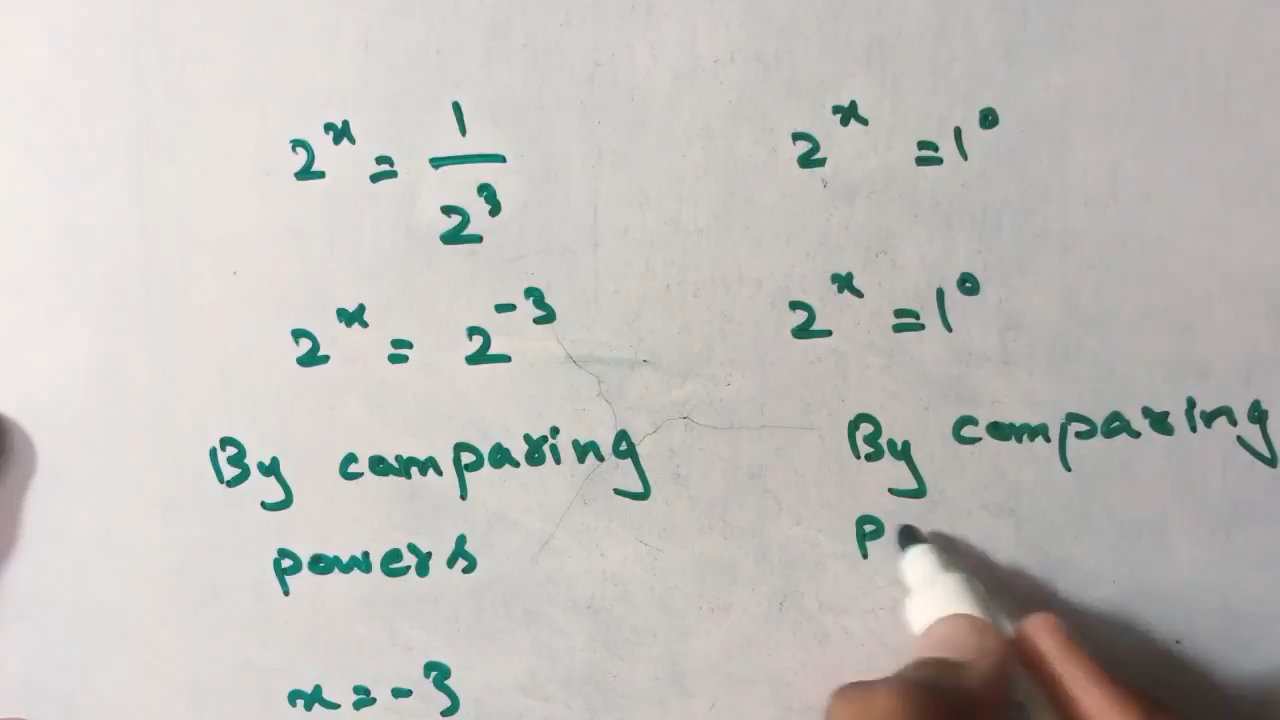 2^x = 1/2^3
2^x = 2^-3
By comparing
powers
x = -3
2^x = 1^0
2^x = 1^0
By comparing
P